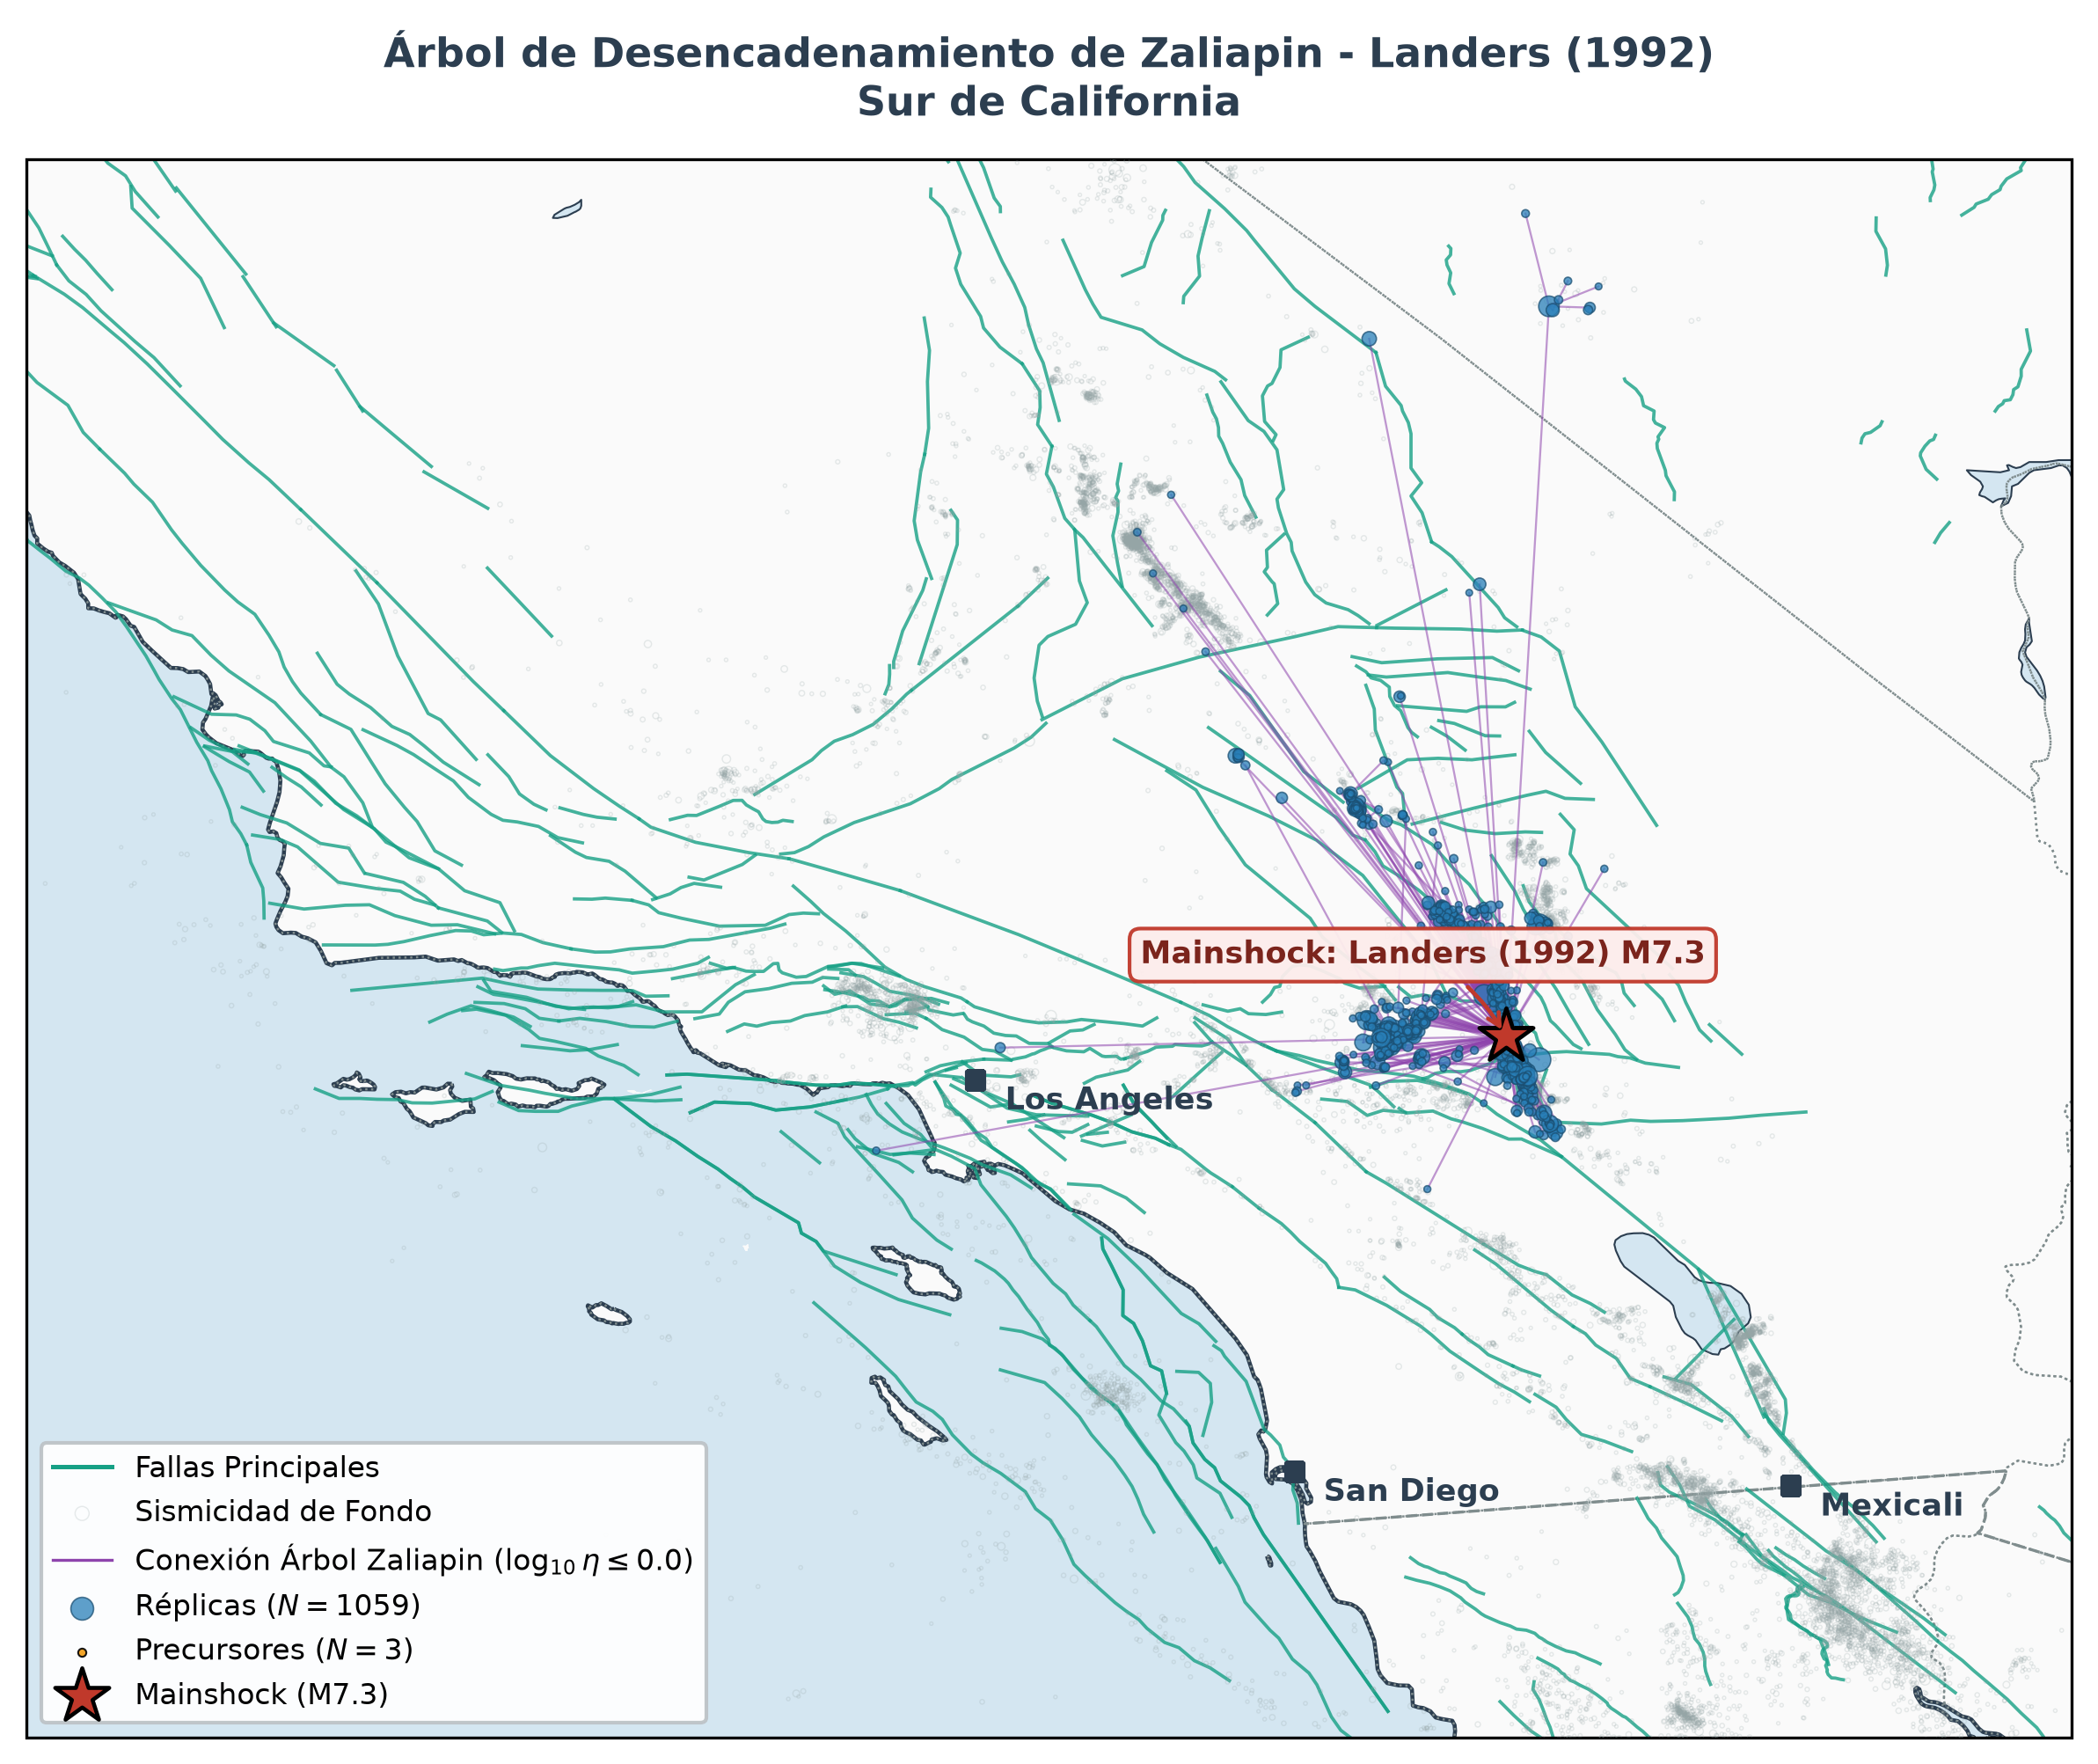 Árbol de Desencadenamiento de Zaliapin - Landers (1992)
Sur de California
Mainshock: Landers (1992) M7.3
Los Angeles
San Diego
Mexicali
Fallas Principales
Sismicidad de Fondo
Conexión Árbol Zaliapin (log₁₀ η ≤ 0.0)
Réplicas (N = 1059)
Precursores (N = 3)
Mainshock (M7.3)